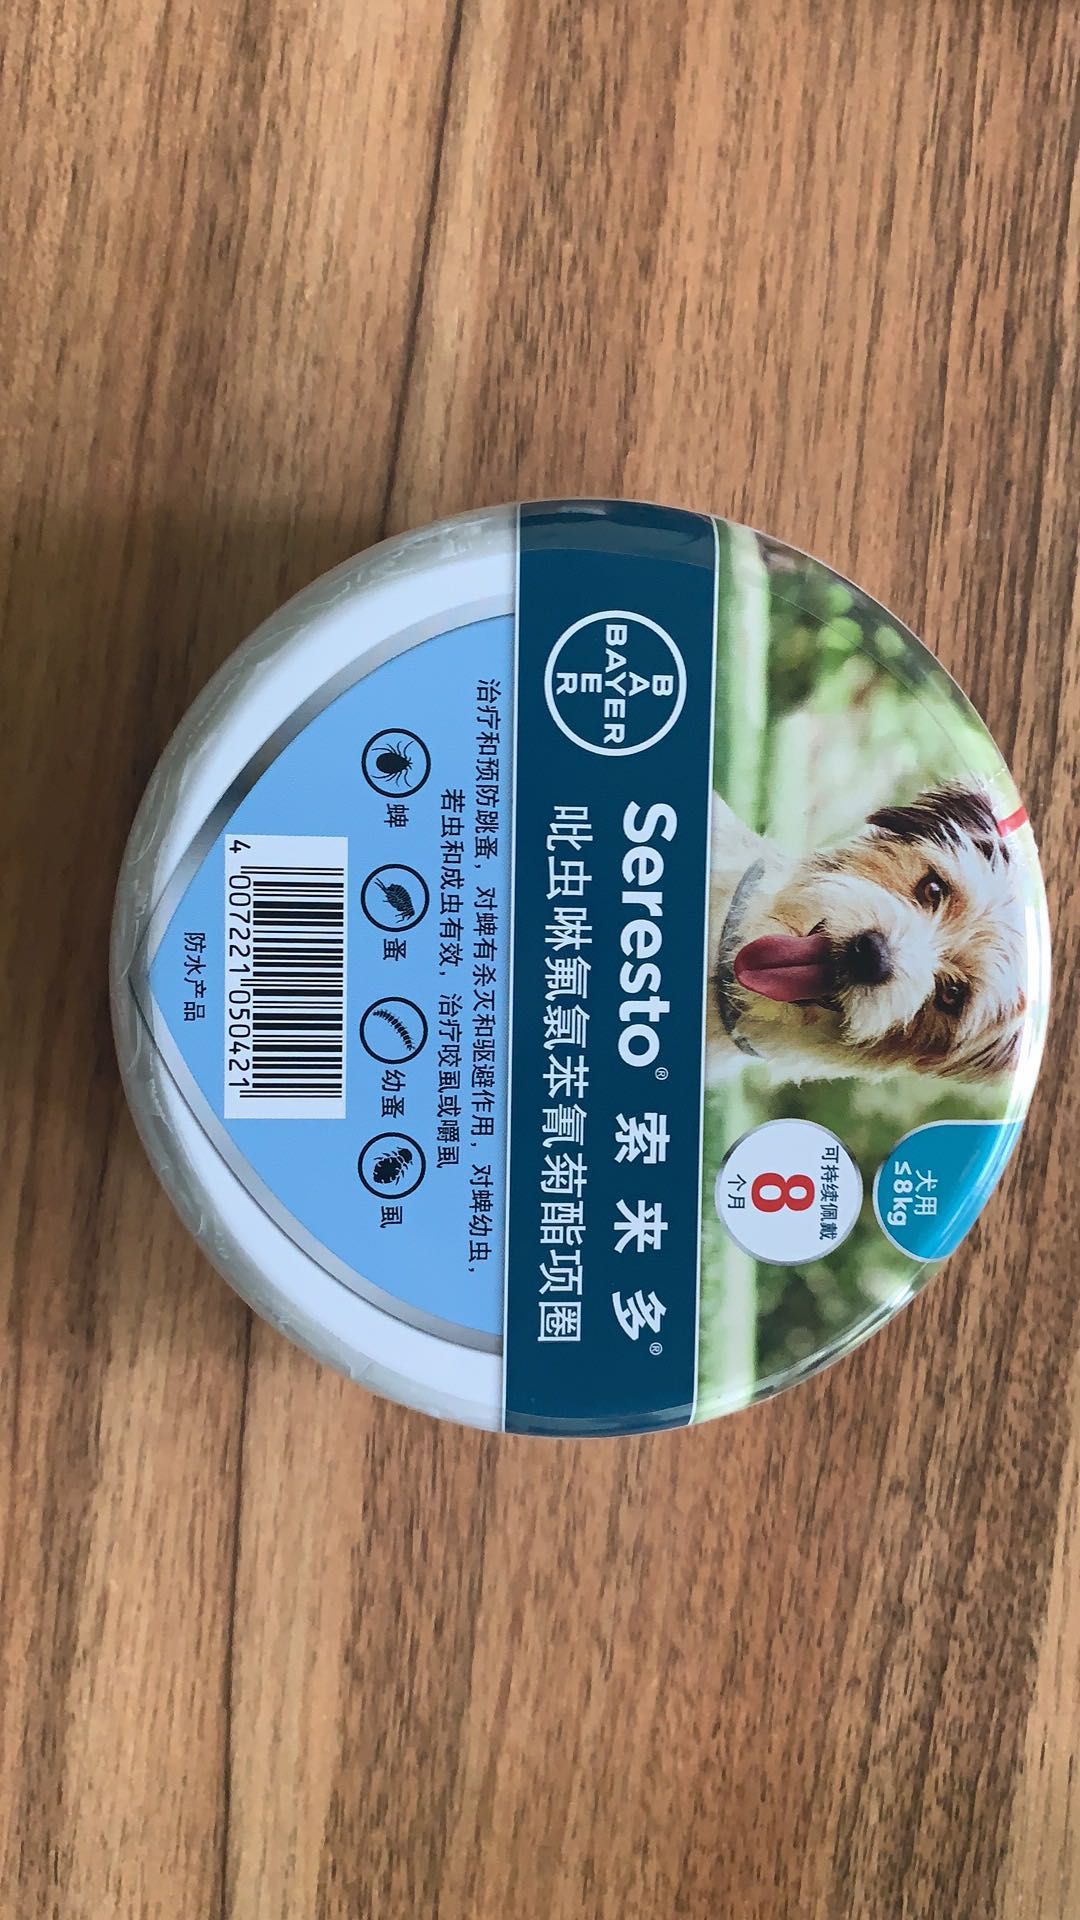 犬用
≤8kg
可持续佩戴
8
个月
BAYER
BAYER
Seresto® 索来多®
吡虫啉氟氯苯氰菊酯项圈
治疗和预防跳蚤，对蜱有杀灭和驱避作用，对蜱幼虫，
若虫和成虫有效，治疗咬虱或嚼虱
蜱 蚤 幼蚤 虱
4 007221 050421
防水产品